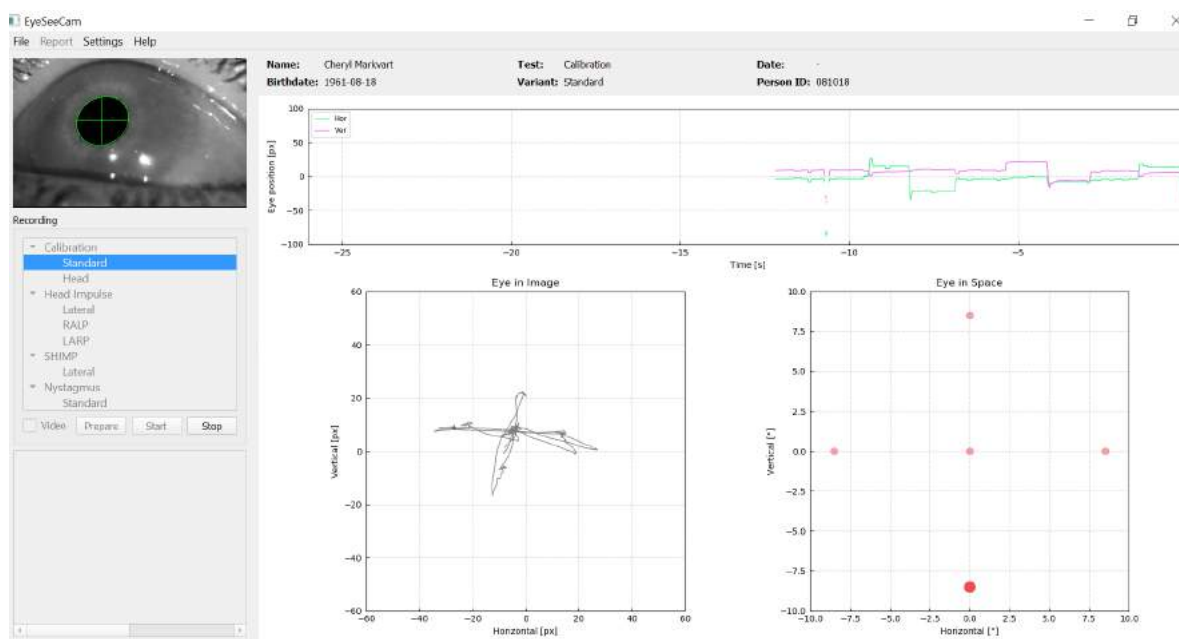 EyeSeeCam
File Report Settings Help
Name: Cheryl Markvart Test: Calibration Date: -
Birthdate: 1961-08-18 Variant: Standard Person ID: 081018
Recording
Calibration
Standard
Head
Head Impulse
Lateral
RALP
LARP
SHIMP
Lateral
Nystagmus
Standard
Video Prepare Start Stop
Eye position [px]
100
50
0
−50
−100
Hor
Ver
−25 −20 −15 −10 −5
Time [s]
Eye in Image
Vertical [px]
60
40
20
0
−20
−40
−60
−60 −40 −20 0 20 40 60
Horizontal [px]
Eye in Space
Vertical [°]
10.0
7.5
5.0
2.5
0.0
−2.5
−5.0
−7.5
−10.0
−10.0 −7.5 −5.0 −2.5 0.0 2.5 5.0 7.5 10.0
Horizontal [°]